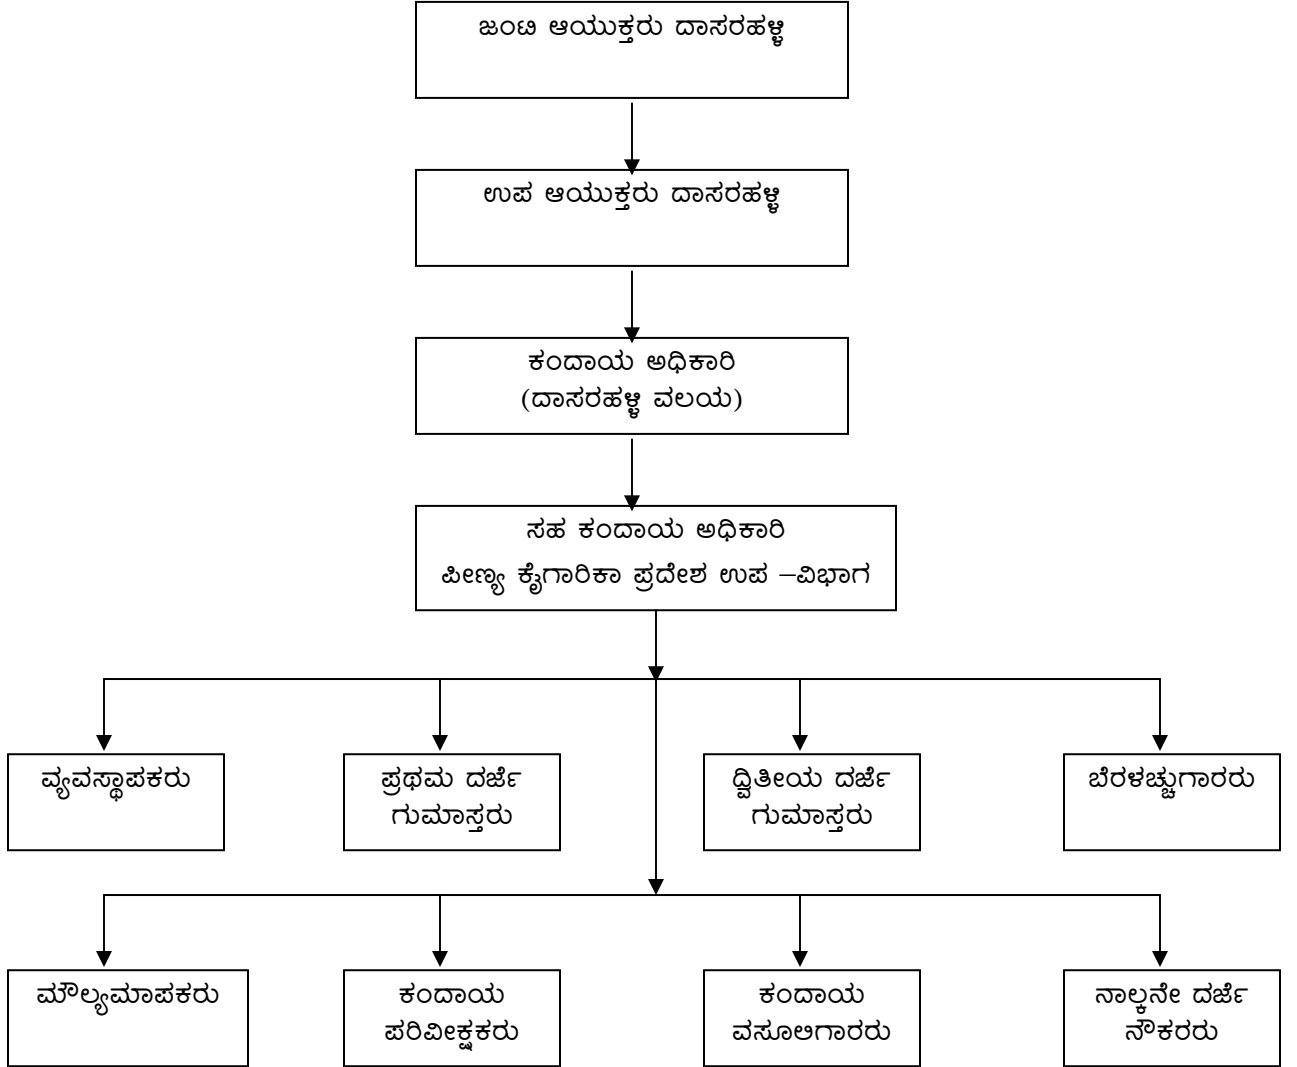 ಜಂಟಿ ಆಯುಕ್ತರು ದಾಸರಹಳ್ಳಿ
ಉಪ ಆಯುಕ್ತರು ದಾಸರಹಳ್ಳಿ
ಕಂದಾಯ ಅಧಿಕಾರಿ
(ದಾಸರಹಳ್ಳಿ ವಲಯ)
ಸಹ ಕಂದಾಯ ಅಧಿಕಾರಿ
ಪೀಣ್ಯ ಕೈಗಾರಿಕಾ ಪ್ರದೇಶ ಉಪ –ವಿಭಾಗ
ವ್ಯವಸ್ಥಾಪಕರು
ಪ್ರಥಮ ದರ್ಜೆ
ಗುಮಾಸ್ತರು
ದ್ವಿತೀಯ ದರ್ಜೆ
ಗುಮಾಸ್ತರು
ಬೆರಳಚ್ಚುಗಾರರು
ಮೌಲ್ಯಮಾಪಕರು
ಕಂದಾಯ
ಪರಿವೀಕ್ಷಕರು
ಕಂದಾಯ
ವಸೂಲಿಗಾರರು
ನಾಲ್ಕನೇ ದರ್ಜೆ
ನೌಕರರು